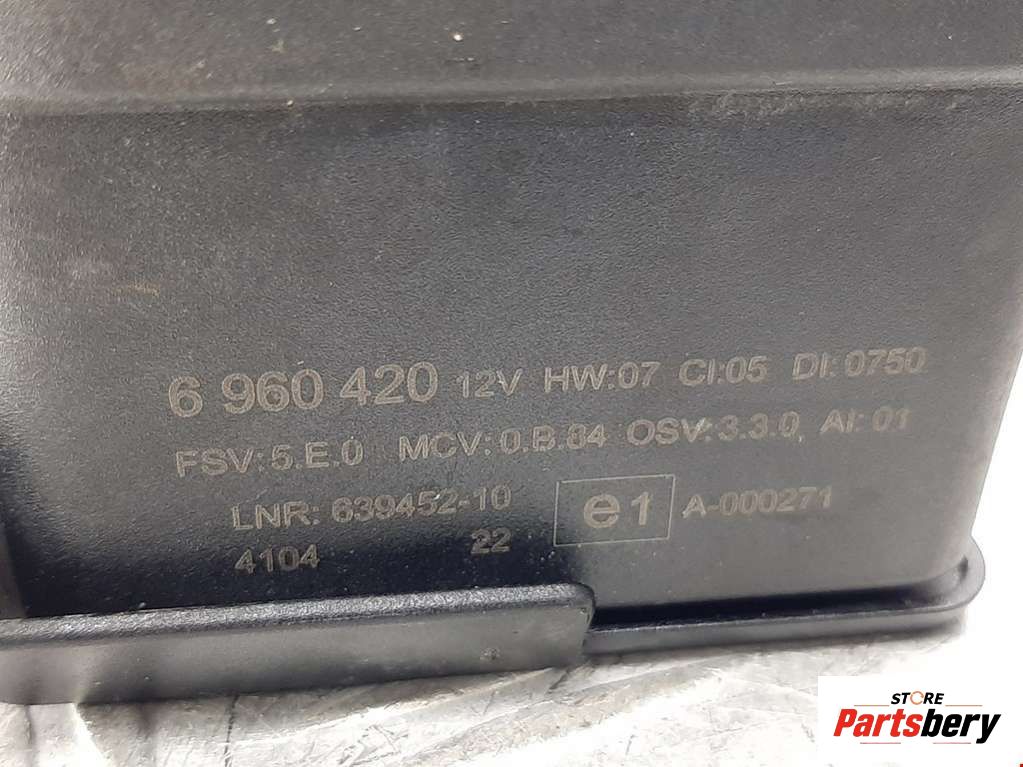 6 960 420 12V HW:07 CI:05 DI:0750
FSV:5.E.0 MCV:0.B.84 OSV:3.3.0, AI:01
LNR: 639452-10 e1 A-000271
4104 22
STORE
Partsbery